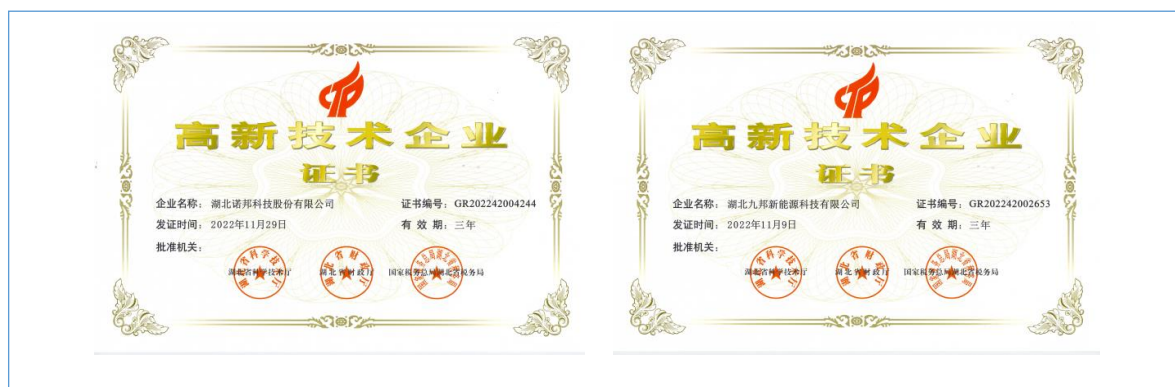 高新技术企业
证书
企业名称： 湖北诺邦科技股份有限公司 证书编号： GR202242004244
发证时间： 2022年11月29日 有 效 期： 三年
批准机关：
湖北省科学技术厅 湖北省财政厅 国家税务总局湖北省税务局
高新技术企业
证书
企业名称： 湖北九邦新能源科技有限公司 证书编号： GR202242002653
发证时间： 2022年11月9日 有 效 期： 三年
批准机关：
湖北省科学技术厅 湖北省财政厅 国家税务总局湖北省税务局